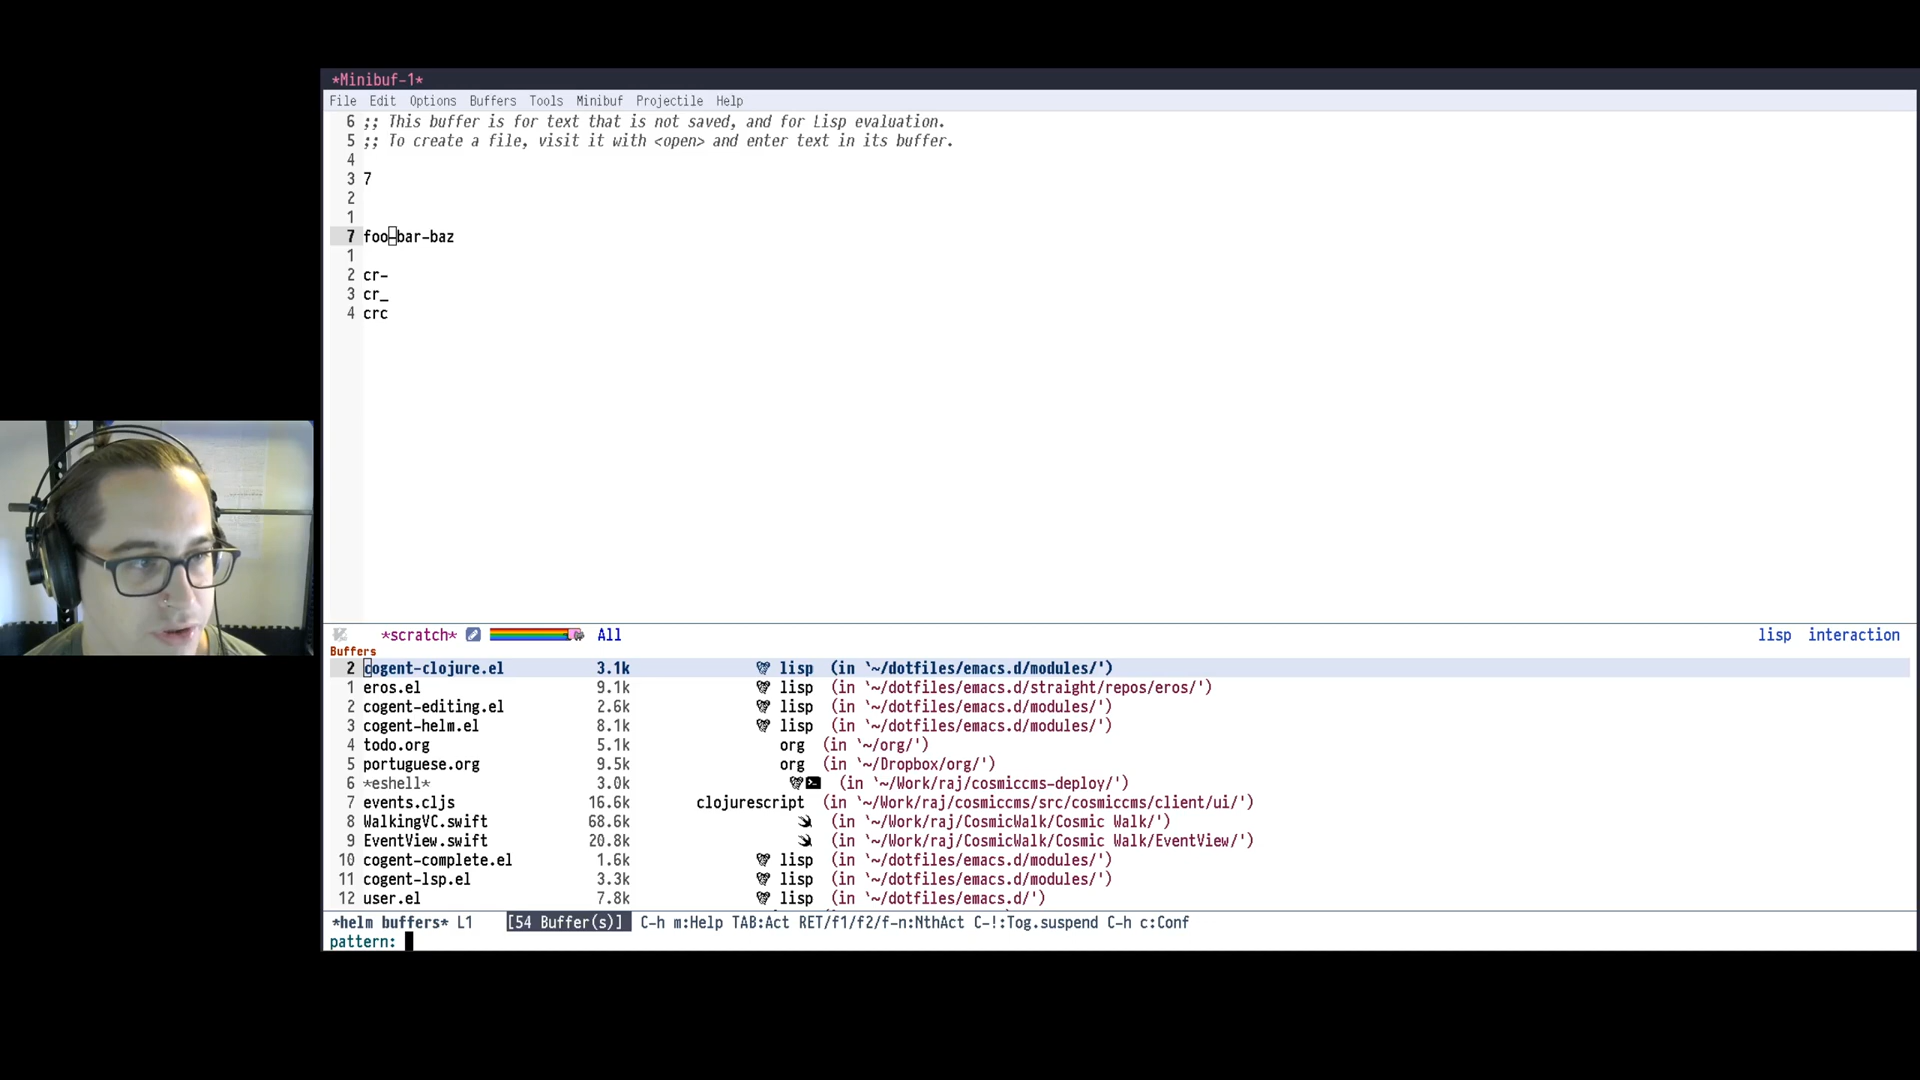 *Minibuf-1*
File Edit Options Buffers Tools Minibuf Projectile Help
6 ;; This buffer is for text that is not saved, and for Lisp evaluation.
5 ;; To create a file, visit it with <open> and enter text in its buffer.
4
3 7
2
1
7 foo-bar-baz
1
2 cr-
3 cr_
4 crc
*scratch* All lisp interaction
Buffers
2 cogent-clojure.el 3.1k lisp (in `~/dotfiles/emacs.d/modules/')
1 eros.el 9.1k lisp (in `~/dotfiles/emacs.d/straight/repos/eros/')
2 cogent-editing.el 2.6k lisp (in `~/dotfiles/emacs.d/modules/')
3 cogent-helm.el 8.1k lisp (in `~/dotfiles/emacs.d/modules/')
4 todo.org 5.1k org (in `~/org/')
5 portuguese.org 9.5k org (in `~/Dropbox/org/')
6 *eshell* 3.0k (in `~/Work/raj/cosmiccms-deploy/')
7 events.cljs 16.6k clojurescript (in `~/Work/raj/cosmiccms/src/cosmiccms/client/ui/')
8 WalkingVC.swift 68.6k (in `~/Work/raj/CosmicWalk/Cosmic Walk/')
9 EventView.swift 20.8k (in `~/Work/raj/CosmicWalk/Cosmic Walk/EventView/')
10 cogent-complete.el 1.6k lisp (in `~/dotfiles/emacs.d/modules/')
11 cogent-lsp.el 3.3k lisp (in `~/dotfiles/emacs.d/modules/')
12 user.el 7.8k lisp (in `~/dotfiles/emacs.d/')
*helm buffers* L1 [54 Buffer(s)] C-h m:Help TAB:Act RET/f1/f2/f-n:NthAct C-!:Tog.suspend C-h c:Conf
pattern: